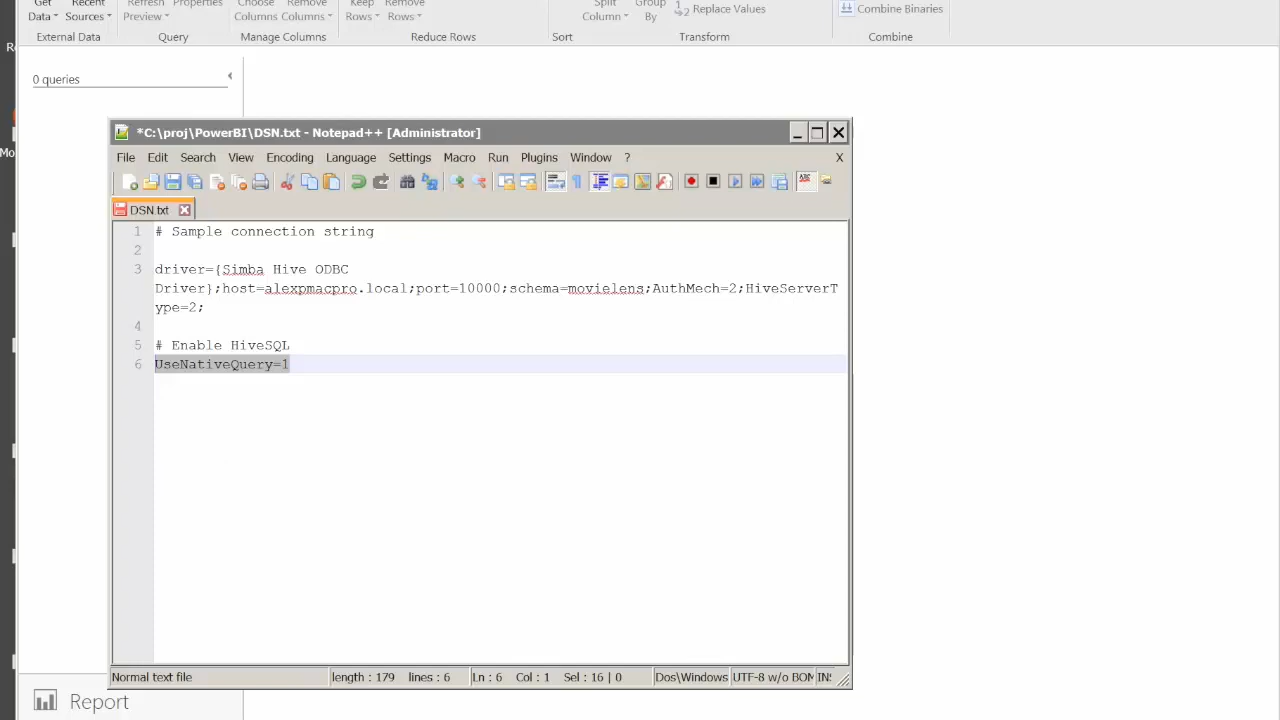 Get Recent Refresh Properties Choose Remove Keep Remove Split Group
Data Sources Preview Columns Columns Rows Rows Column By Replace Values Combine Binaries
External Data Query Manage Columns Reduce Rows Sort Transform Combine
0 queries
*C:\proj\PowerBI\DSN.txt - Notepad++ [Administrator]
File Edit Search View Encoding Language Settings Macro Run Plugins Window ? X
DSN.txt
1 # Sample connection string
2
3 driver={Simba Hive ODBC
Driver};host=alexpmacpro.local;port=10000;schema=movielens;AuthMech=2;HiveServerT
ype=2;
4
5 # Enable HiveSQL
6 UseNativeQuery=1
Normal text file length : 179 lines : 6 Ln : 6 Col : 1 Sel : 16 | 0 Dos\Windows UTF-8 w/o BOM INS
Report